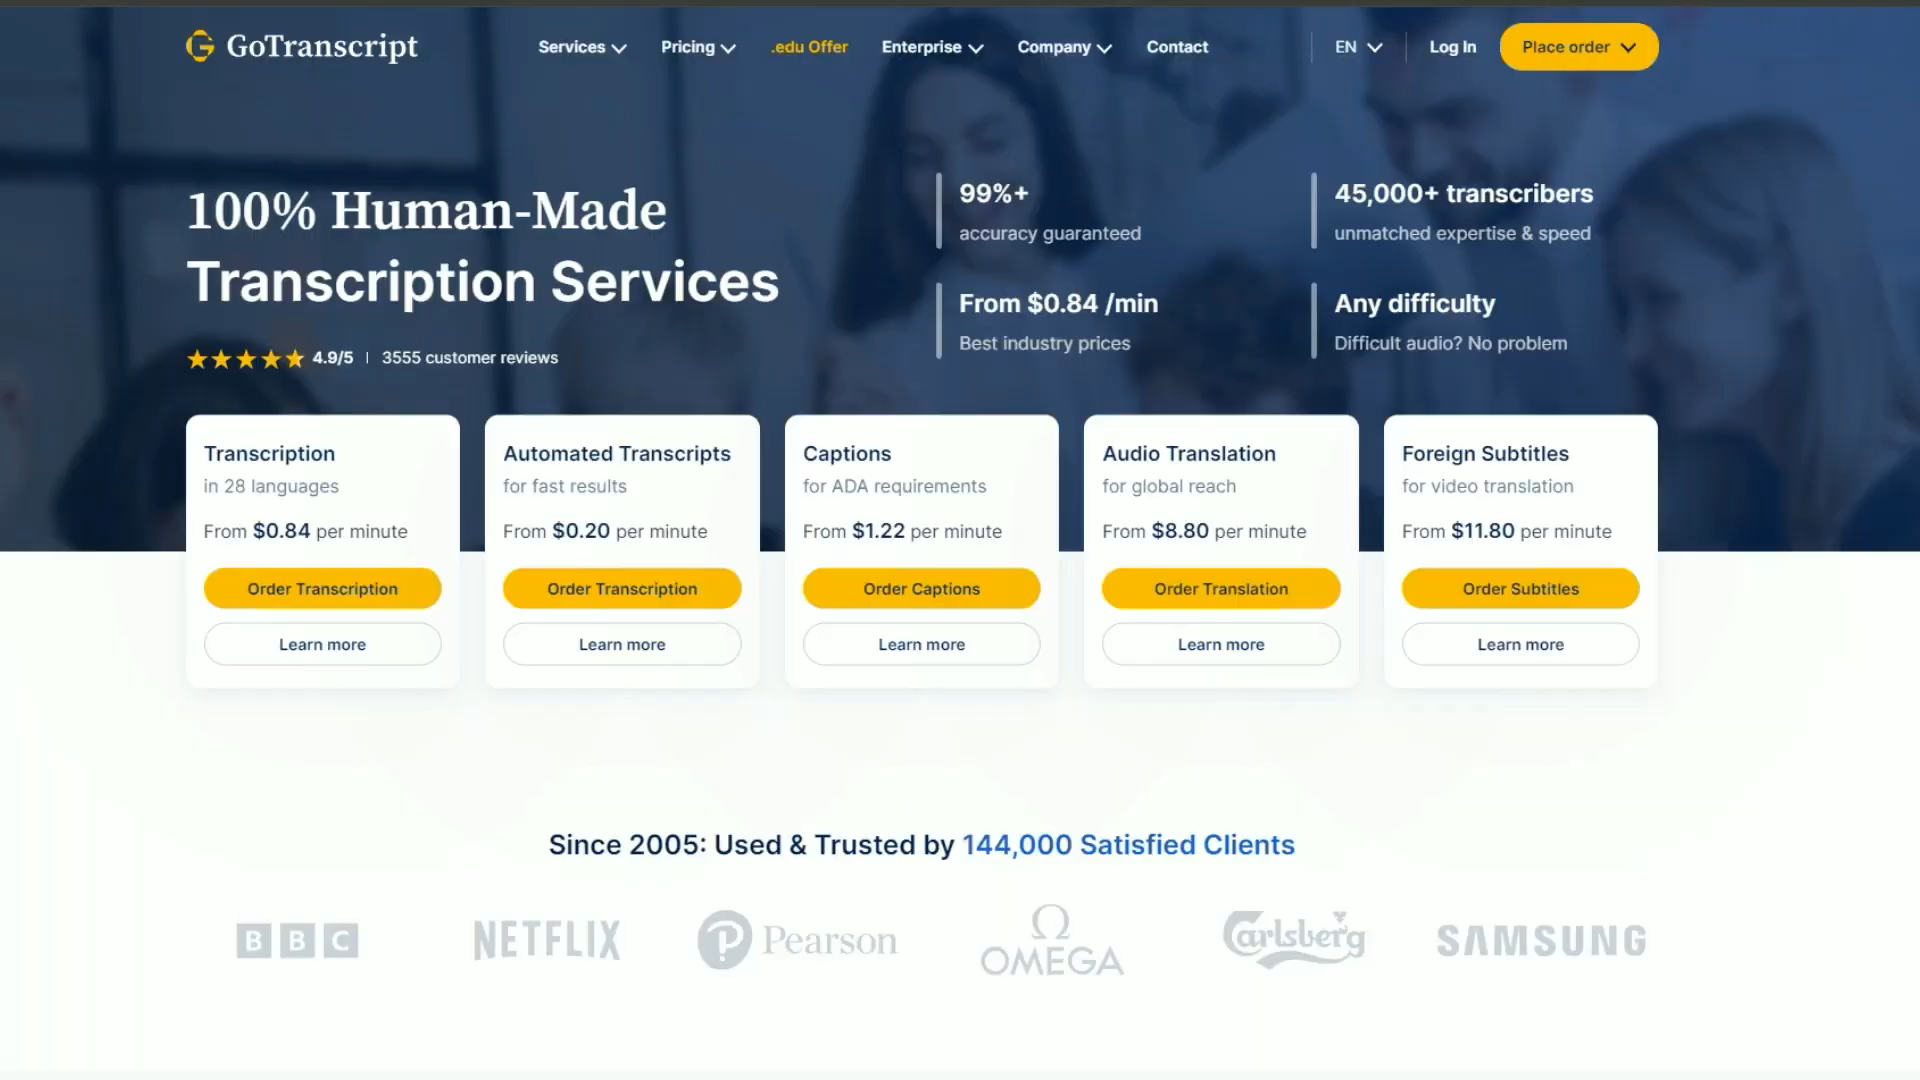 GoTranscript
Services
Pricing
.edu Offer
Enterprise
Company
Contact
EN
Log In
Place order
100% Human-Made
Transcription Services
4.9/5
3555 customer reviews
99%+
accuracy guaranteed
45,000+ transcribers
unmatched expertise & speed
From $0.84 /min
Best industry prices
Any difficulty
Difficult audio? No problem
Transcription
in 28 languages
From $0.84 per minute
Order Transcription
Learn more
Automated Transcripts
for fast results
From $0.20 per minute
Order Transcription
Learn more
Captions
for ADA requirements
From $1.22 per minute
Order Captions
Learn more
Audio Translation
for global reach
From $8.80 per minute
Order Translation
Learn more
Foreign Subtitles
for video translation
From $11.80 per minute
Order Subtitles
Learn more
Since 2005: Used & Trusted by 144,000 Satisfied Clients
BBC
NETFLIX
Pearson
OMEGA
Carlsberg
SAMSUNG